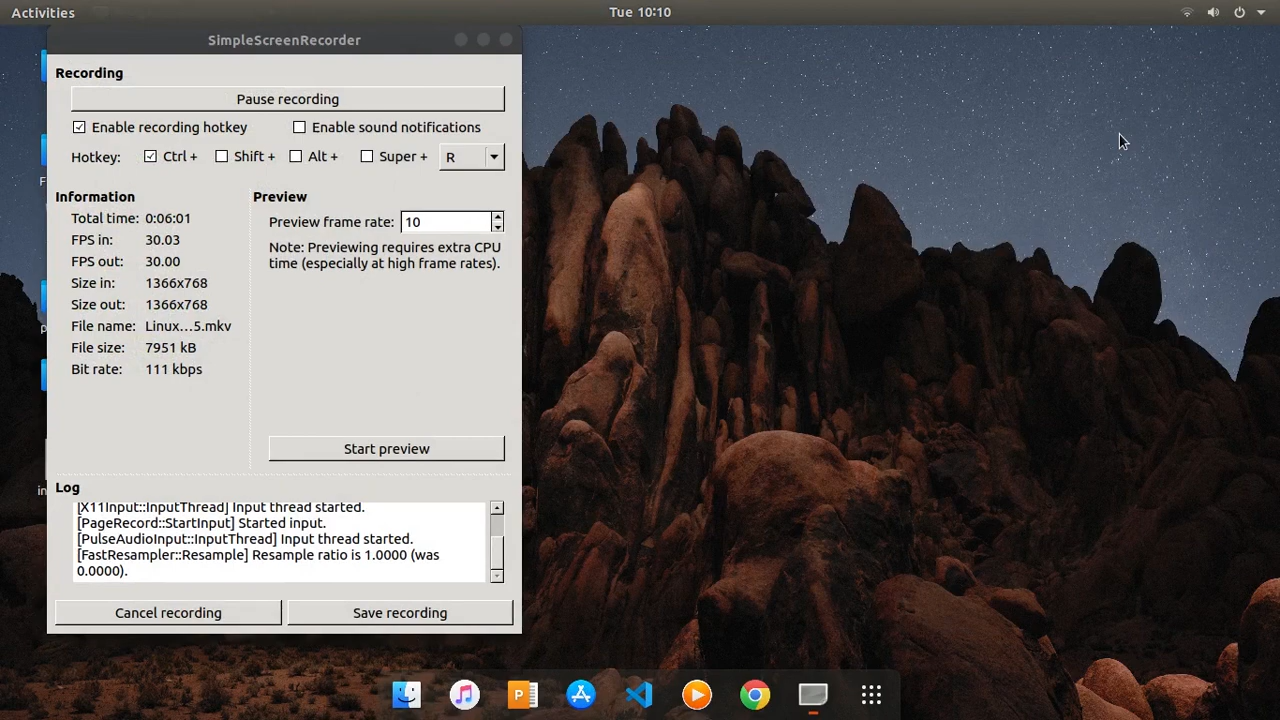 Activities
Tue 10:10
SimpleScreenRecorder
Recording
Pause recording
Enable recording hotkey
Enable sound notifications
Hotkey: Ctrl + Shift + Alt + Super + R
Information
Total time: 0:06:01
FPS in: 30.03
FPS out: 30.00
Size in: 1366x768
Size out: 1366x768
File name: Linux...5.mkv
File size: 7951 kB
Bit rate: 111 kbps
Preview
Preview frame rate: 10
Note: Previewing requires extra CPU
time (especially at high frame rates).
Start preview
Log
[X11Input::InputThread] Input thread started.
[PageRecord::StartInput] Started input.
[PulseAudioInput::InputThread] Input thread started.
[FastResampler::Resample] Resample ratio is 1.0000 (was
0.0000).
Cancel recording
Save recording